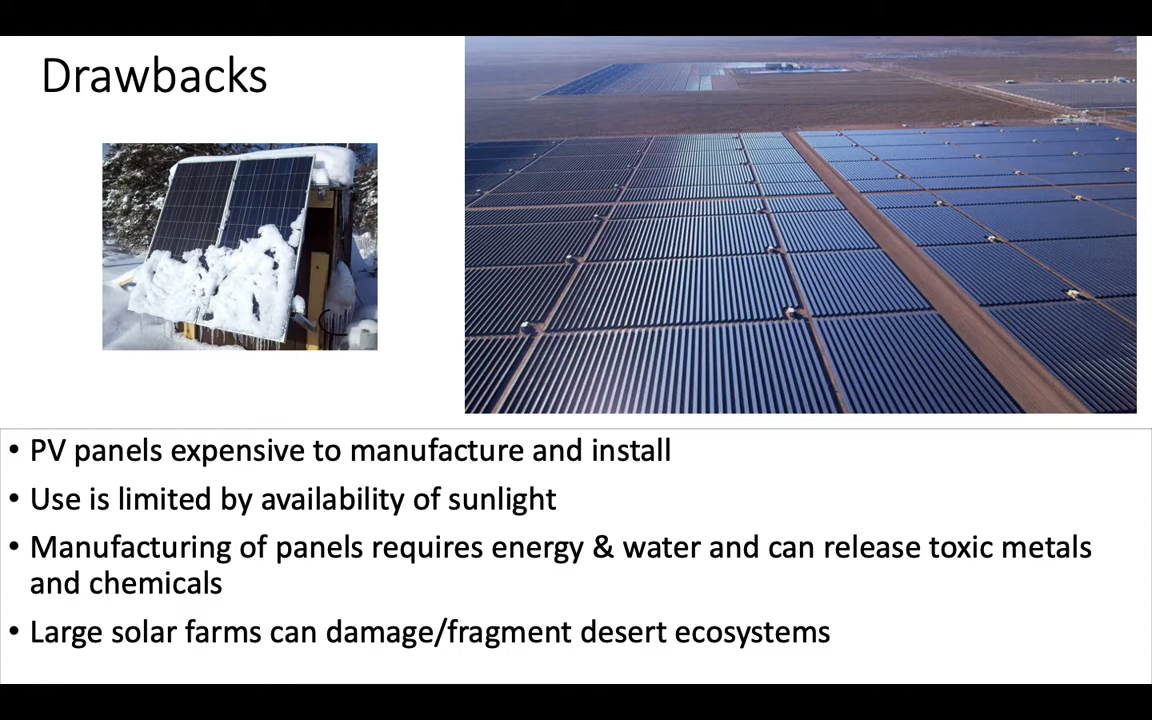 Drawbacks
• PV panels expensive to manufacture and install
• Use is limited by availability of sunlight
• Manufacturing of panels requires energy & water and can release toxic metals
and chemicals
• Large solar farms can damage/fragment desert ecosystems